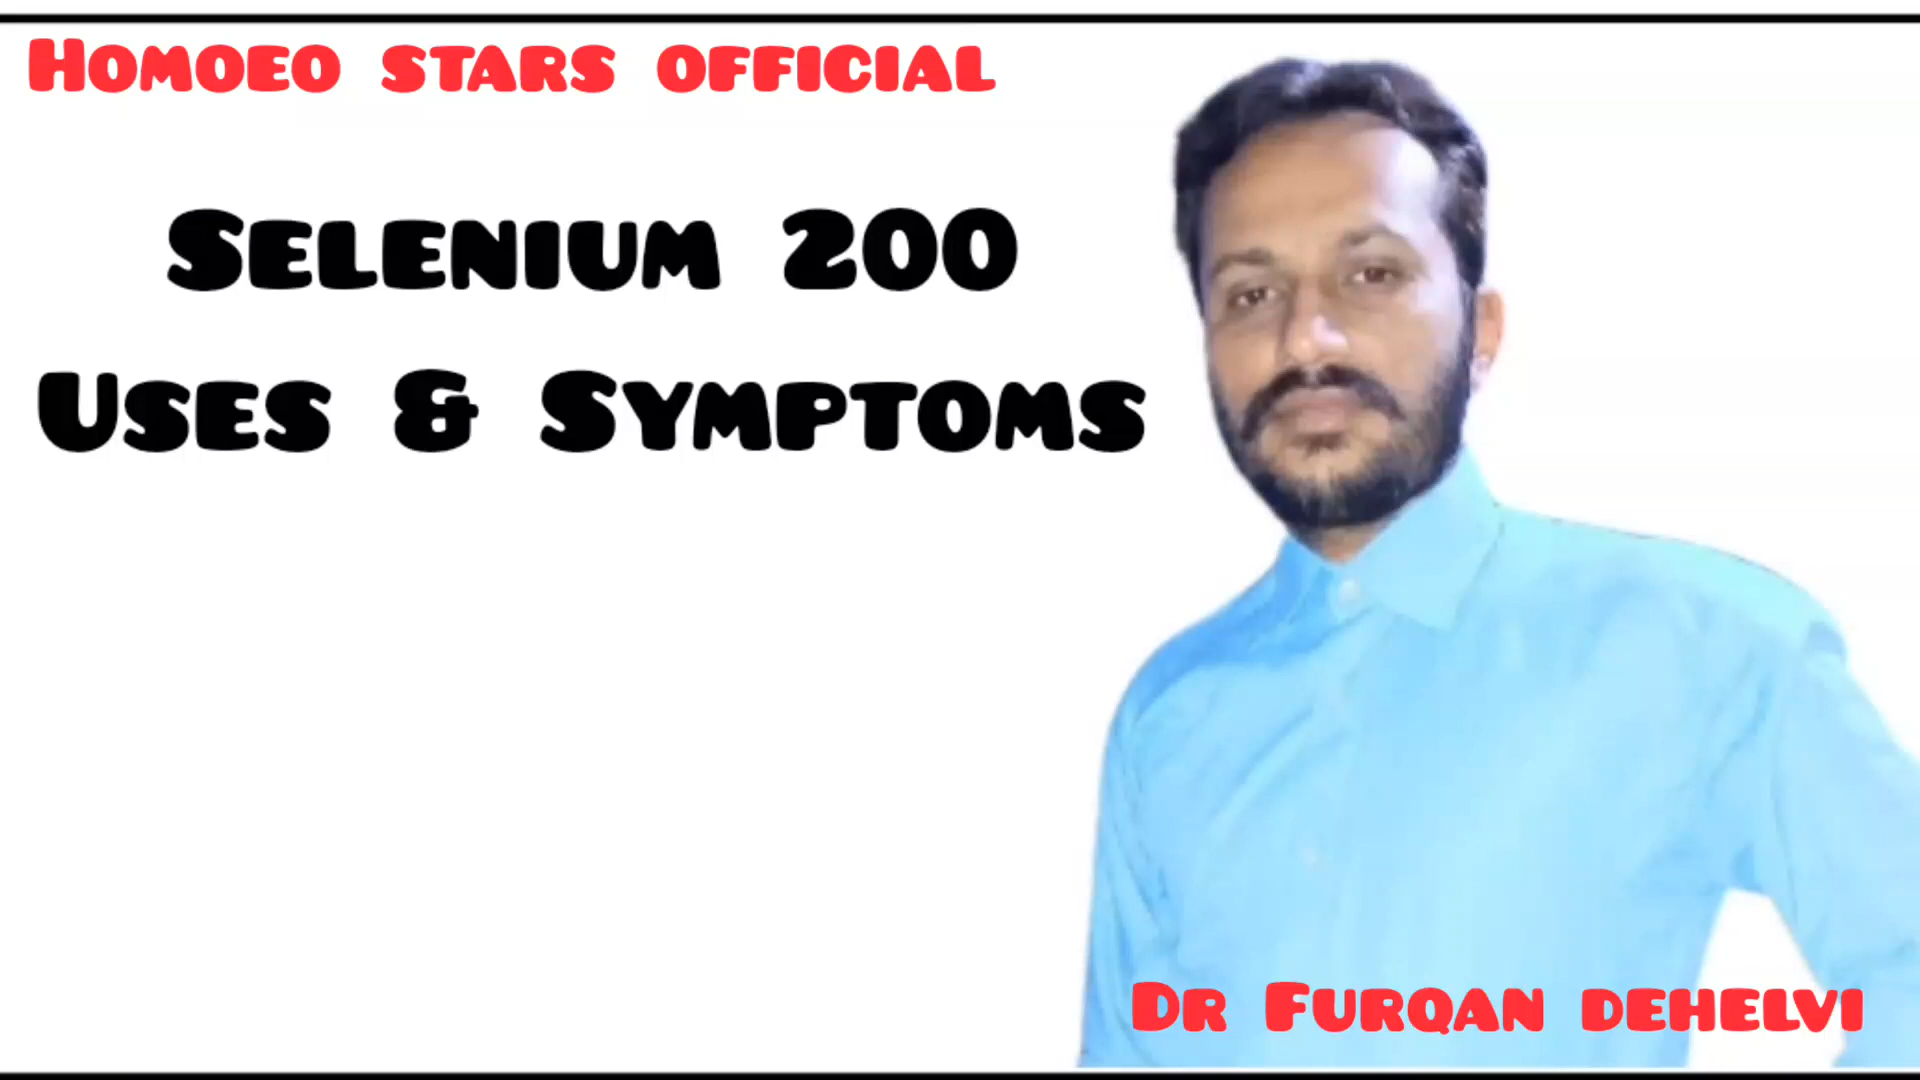 Homoeo stars official
Selenium 200
Uses & Symptoms
Dr Furqan dehelvi